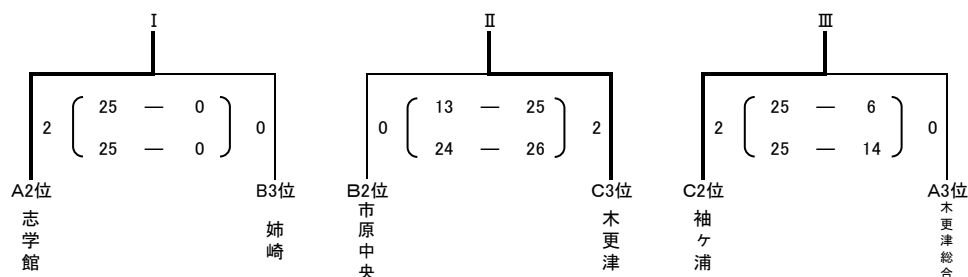 Ⅰ Ⅱ Ⅲ
2 25 — 0 0
25 — 0
0 13 — 25 2
24 — 26
2 25 — 6 0
25 — 14
A2位 B3位 B2位 C3位 C2位 A3位
志学館
姉崎
市原中央
木更津
袖ヶ浦
木更津総合